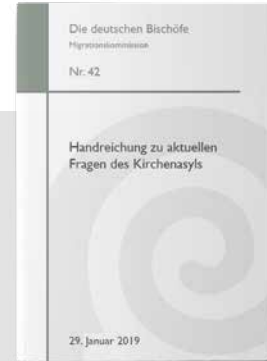 Die deutschen Bischöfe
Migrationskommission
Nr. 42
Handreichung zu aktuellen
Fragen des Kirchenasyls
29. Januar 2019